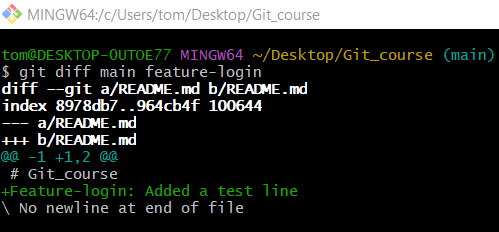 MINGW64:/c/Users/tom/Desktop/Git_course
tom@DESKTOP-OUTOE77 MINGW64 ~/Desktop/Git_course (main)
$ git diff main feature-login
diff --git a/README.md b/README.md
index 8978db7..964cb4f 100644
--- a/README.md
+++ b/README.md
@@ -1 +1,2 @@
 # Git_course
+Feature-login: Added a test line
\ No newline at end of file